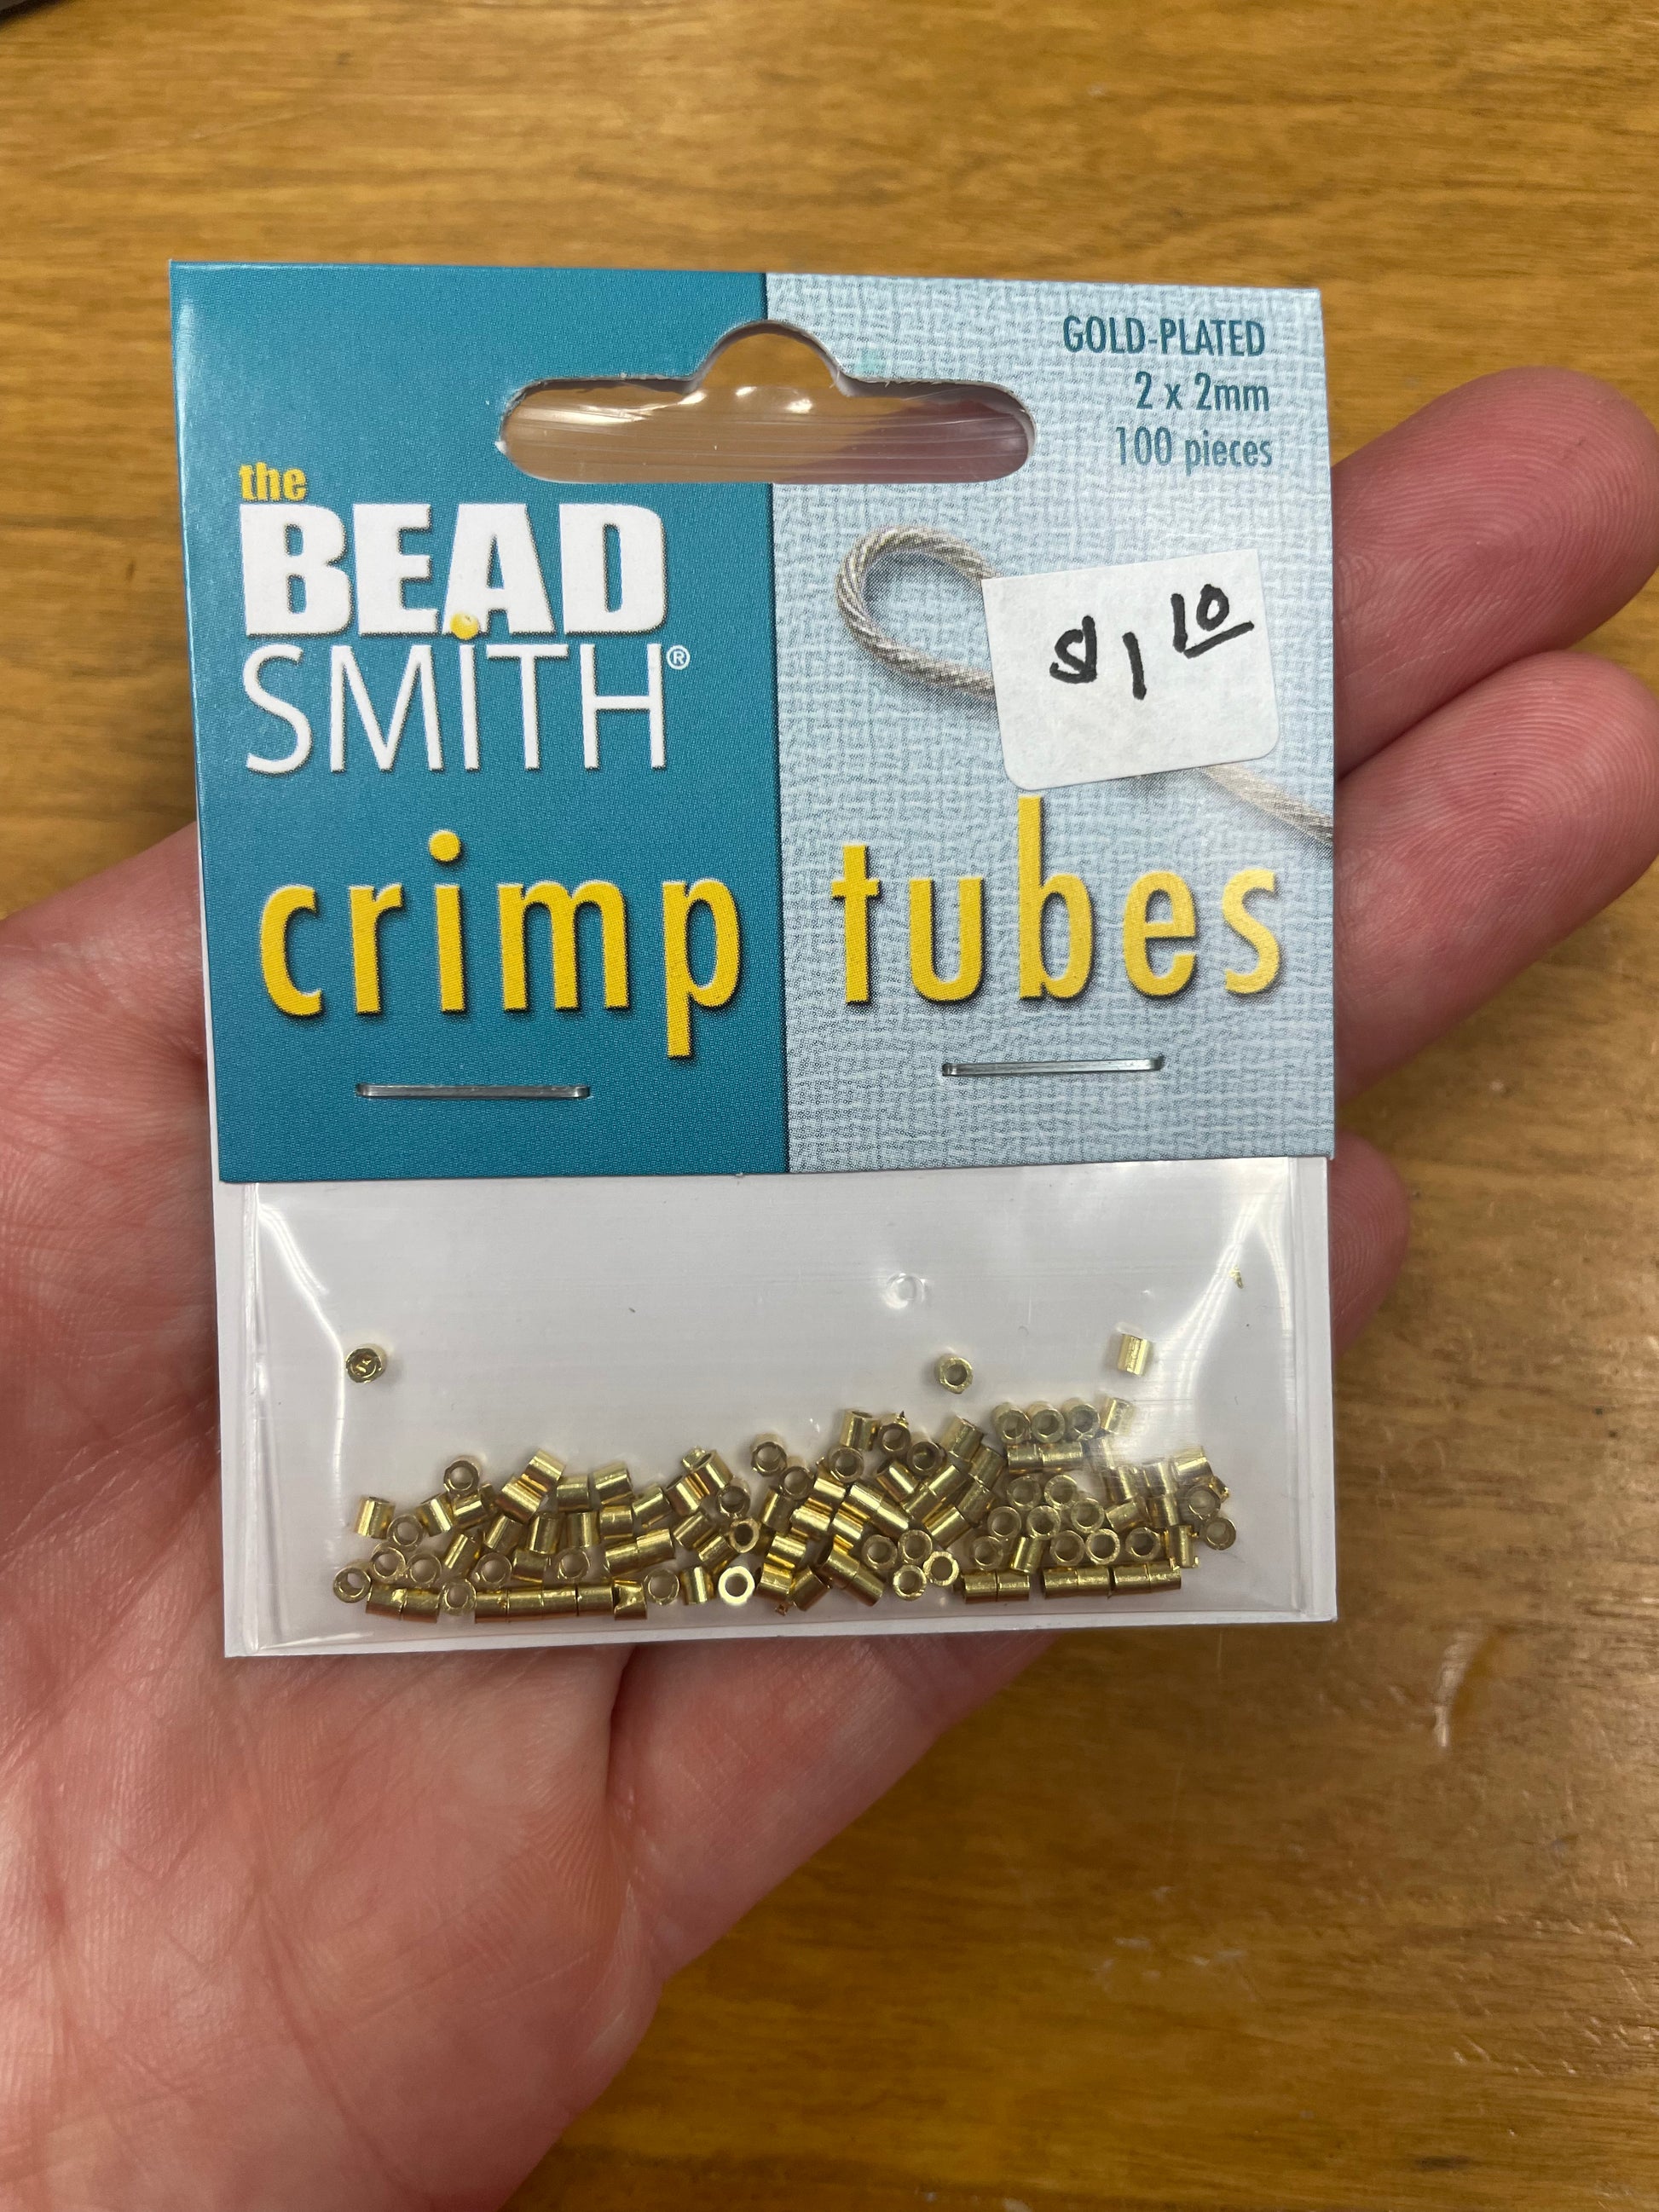 GOLD-PLATED
2 x 2mm
100 pieces
the
BEAD
SMITH®
$1 10
crimp tubes